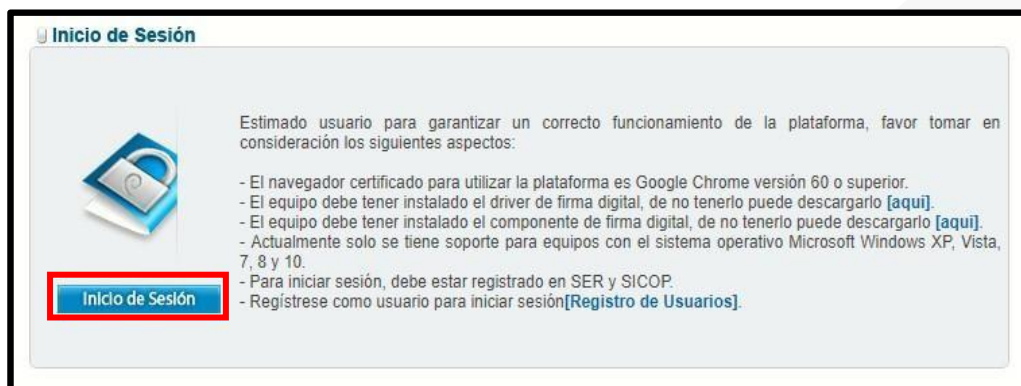 Inicio de Sesión
Estimado usuario para garantizar un correcto funcionamiento de la plataforma, favor tomar en
consideración los siguientes aspectos:
- El navegador certificado para utilizar la plataforma es Google Chrome versión 60 o superior.
- El equipo debe tener instalado el driver de firma digital, de no tenerlo puede descargarlo [aquí].
- El equipo debe tener instalado el componente de firma digital, de no tenerlo puede descargarlo [aquí].
- Actualmente solo se tiene soporte para equipos con el sistema operativo Microsoft Windows XP, Vista,
7, 8 y 10.
- Para iniciar sesión, debe estar registrado en SER y SICOP.
- Regístrese como usuario para iniciar sesión[Registro de Usuarios].
Inicio de Sesión